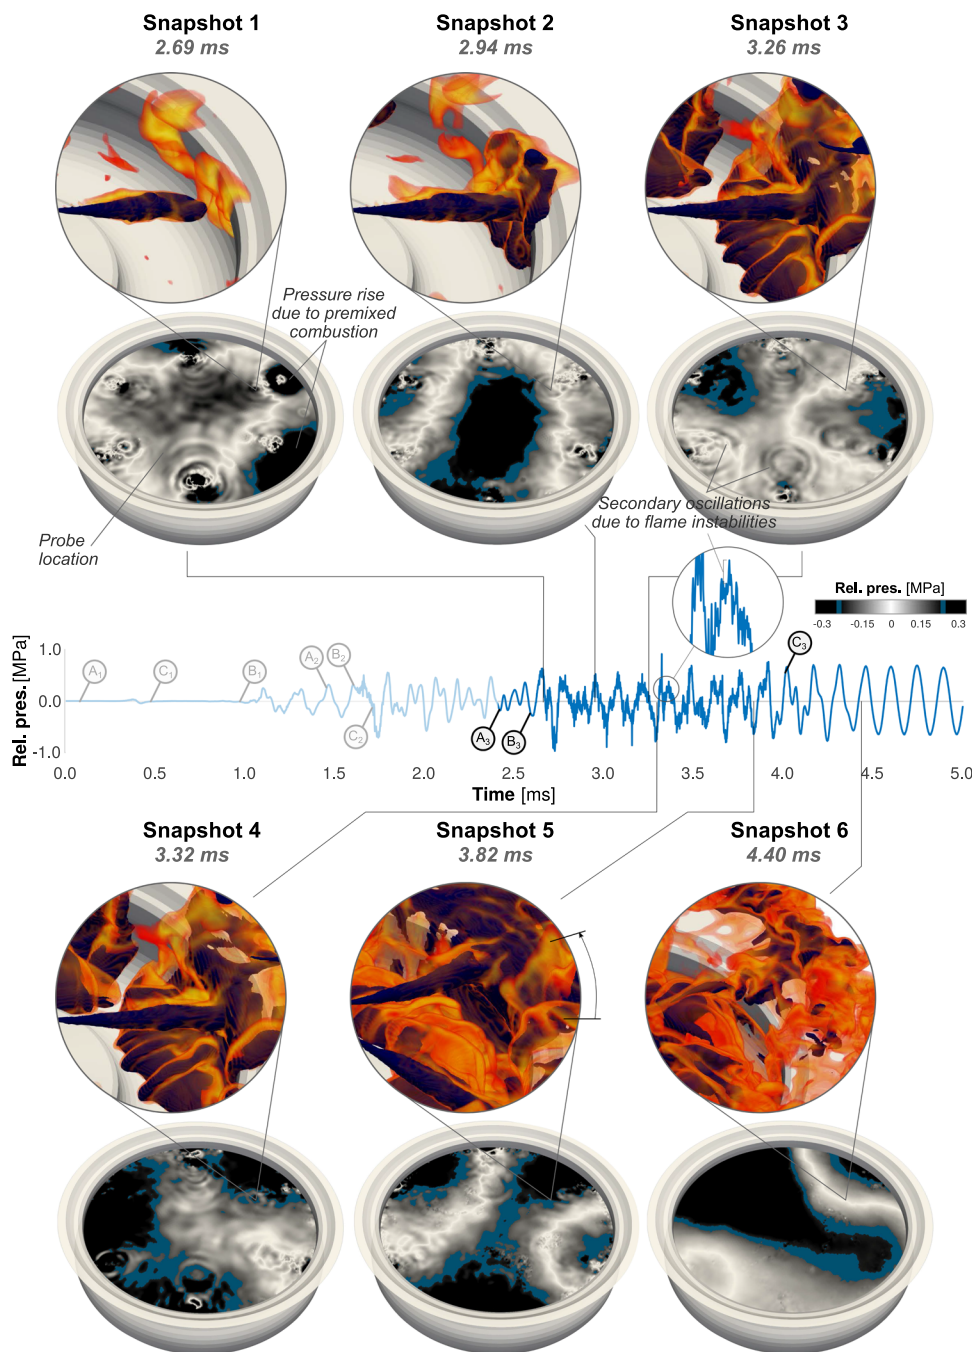 Snapshot 1
2.69 ms
Snapshot 2
2.94 ms
Snapshot 3
3.26 ms
Pressure rise
due to premixed
combustion
Probe
location
Secondary oscillations
due to flame instabilities
Rel. pres. [MPa]
-0.3 -0.15 0 0.15 0.3
Rel. pres. [MPa]
1.0
0.0
-1.0
A1
C1
B1
A2
B2
C2
A3
B3
C3
0.0 0.5 1.0 1.5 2.0 2.5 3.0 3.5 4.0 4.5 5.0
Time [ms]
Snapshot 4
3.32 ms
Snapshot 5
3.82 ms
Snapshot 6
4.40 ms